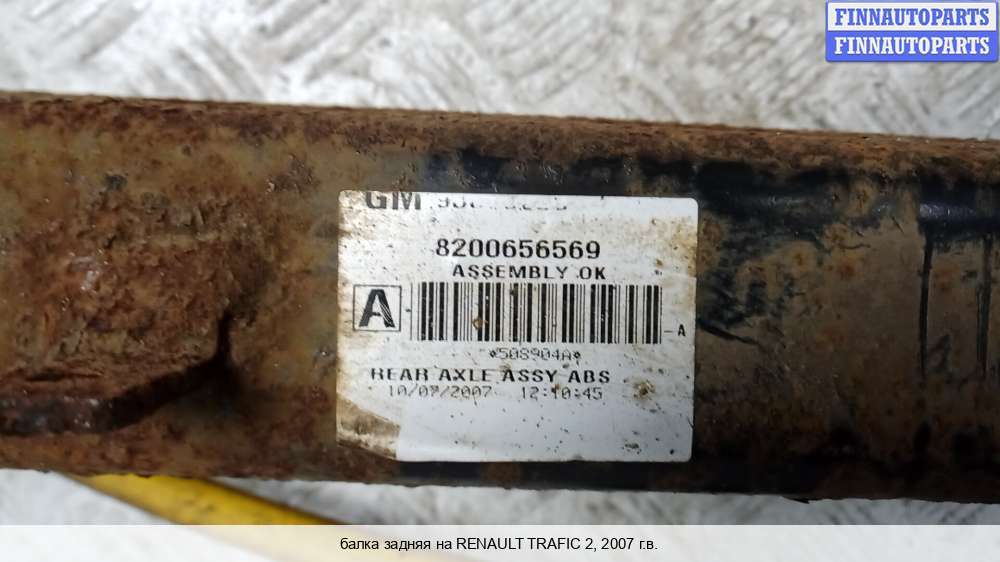 FINNAUTOPARTS
FINNAUTOPARTS
GM
8200656569
ASSEMBLY OK
A
-A
*508904A*
REAR AXLE ASSY ABS
10/07/2007 12:10:45
балка задняя на RENAULT TRAFIC 2, 2007 г.в.